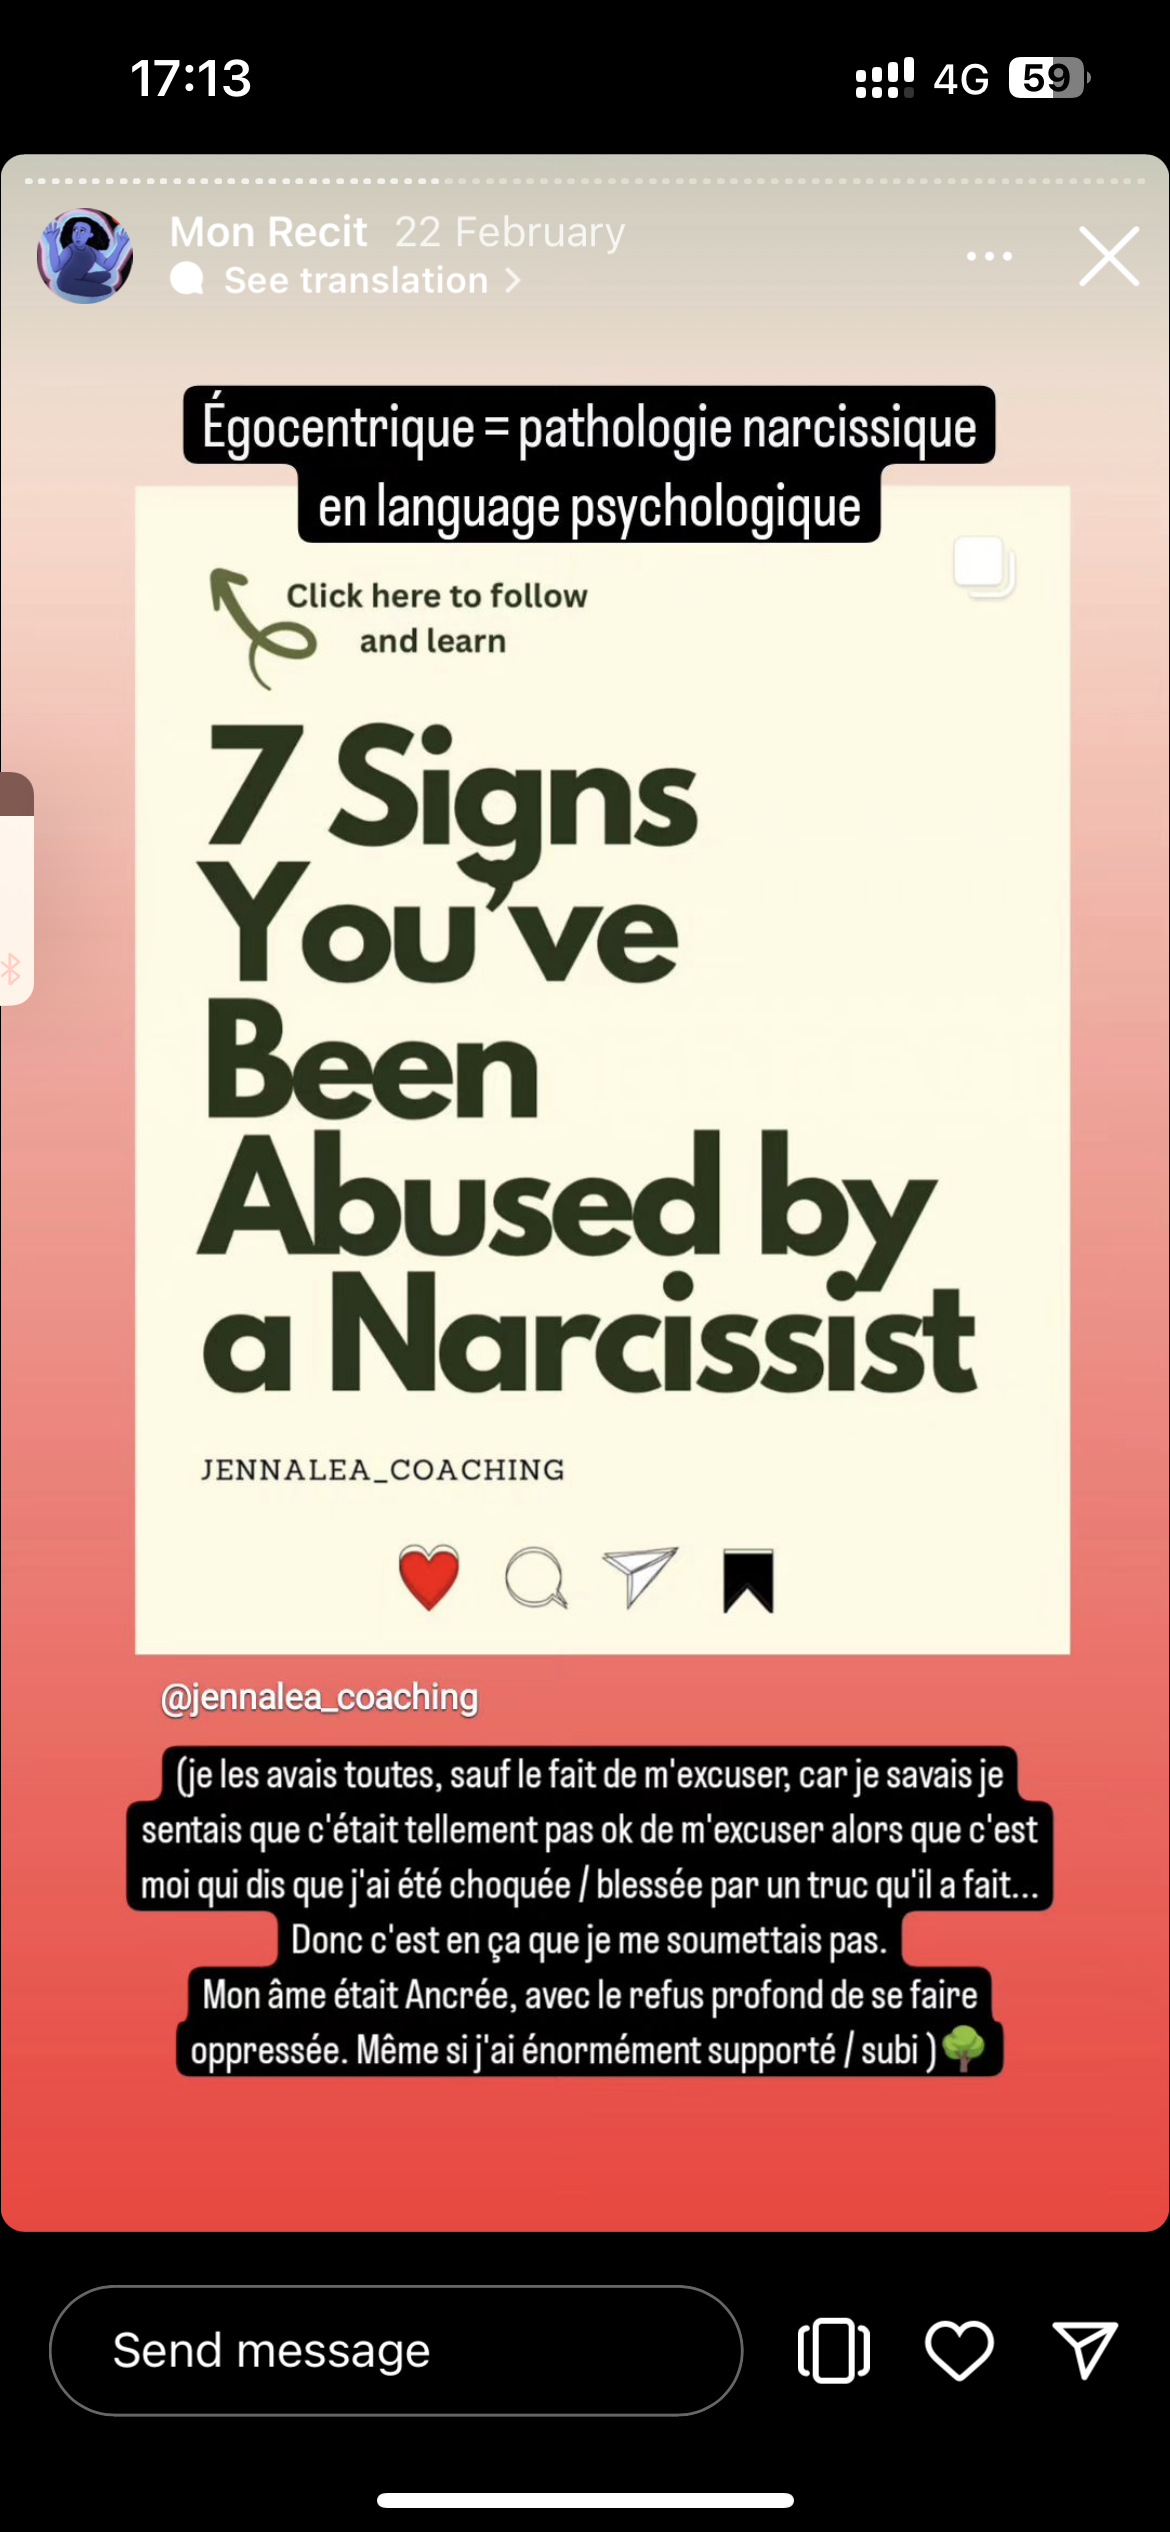 17:13
4G 59
Mon Recit 22 February
See translation
Égocentrique = pathologie narcissique
en language psychologique
Click here to follow
and learn
7 Signs
You've
Been
Abused by
a Narcissist
JENNALEA_COACHING
@jennalea_coaching
(je les avais toutes, sauf le fait de m'excuser, car je savais je
sentais que c'était tellement pas ok de m'excuser alors que c'est
moi qui dis que j'ai été choquée / blessée par un truc qu'il a fait...
Donc c'est en ça que je me soumettais pas.
Mon âme était Ancrée, avec le refus profond de se faire
oppressée. Même si j'ai énormément supporté / subi )🌳
Send message